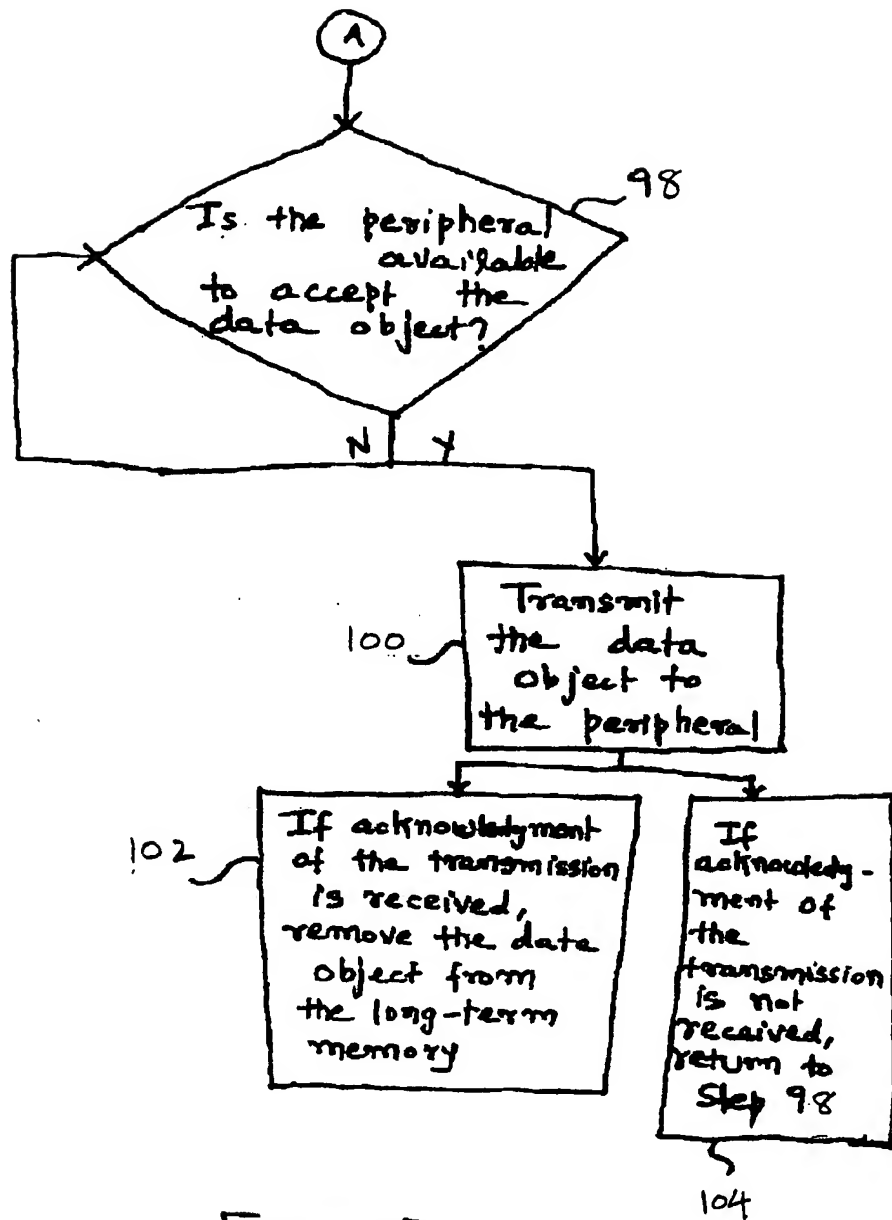 A
98
Is the peripheral
available
to accept the
data object?
N Y
Transmit
the data
object to
the peripheral
100
If acknowledgment
of the transmission
is received,
remove the data
object from
the long-term
memory
102
If
acknowledg-
ment of
the
transmission
is not
received,
return to
Step 98
104